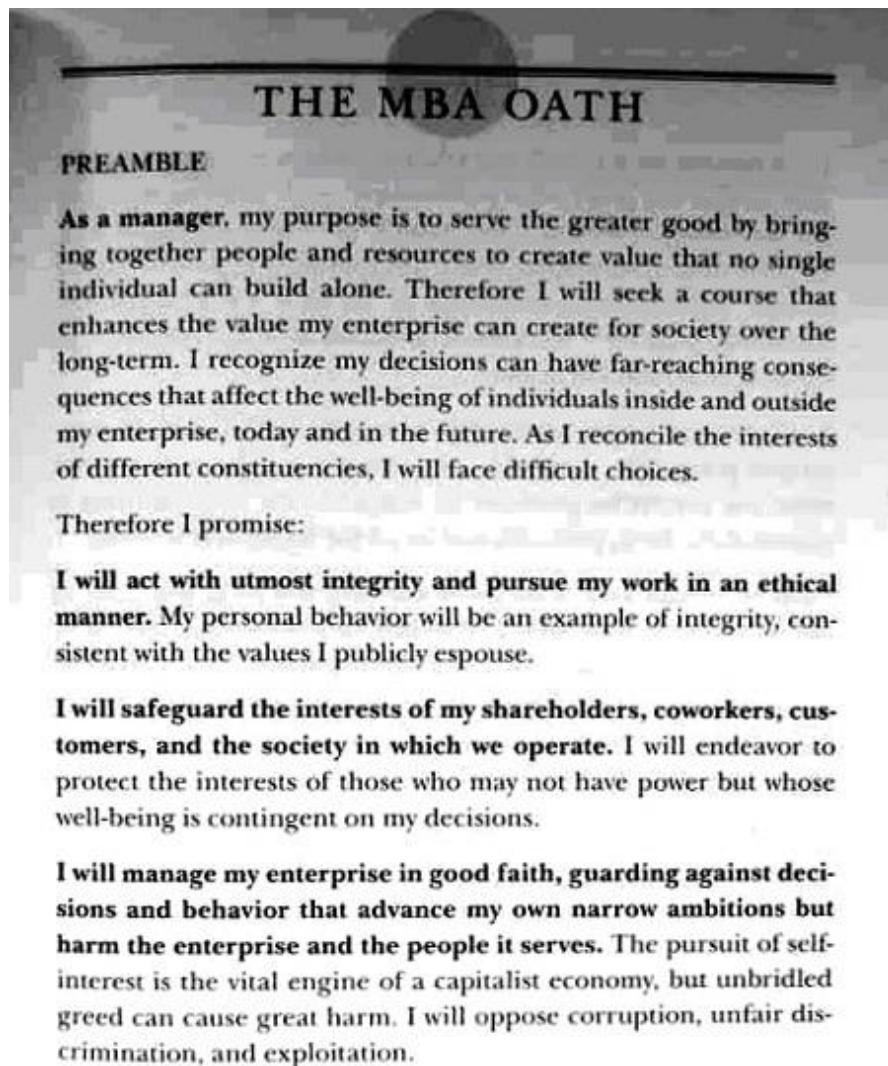 THE MBA OATH
PREAMBLE
As a manager, my purpose is to serve the greater good by bring-
ing together people and resources to create value that no single
individual can build alone. Therefore I will seek a course that
enhances the value my enterprise can create for society over the
long-term. I recognize my decisions can have far-reaching conse-
quences that affect the well-being of individuals inside and outside
my enterprise, today and in the future. As I reconcile the interests
of different constituencies, I will face difficult choices.
Therefore I promise:
I will act with utmost integrity and pursue my work in an ethical
manner. My personal behavior will be an example of integrity, con-
sistent with the values I publicly espouse.
I will safeguard the interests of my shareholders, coworkers, cus-
tomers, and the society in which we operate. I will endeavor to
protect the interests of those who may not have power but whose
well-being is contingent on my decisions.
I will manage my enterprise in good faith, guarding against deci-
sions and behavior that advance my own narrow ambitions but
harm the enterprise and the people it serves. The pursuit of self-
interest is the vital engine of a capitalist economy, but unbridled
greed can cause great harm. I will oppose corruption, unfair dis-
crimination, and exploitation.